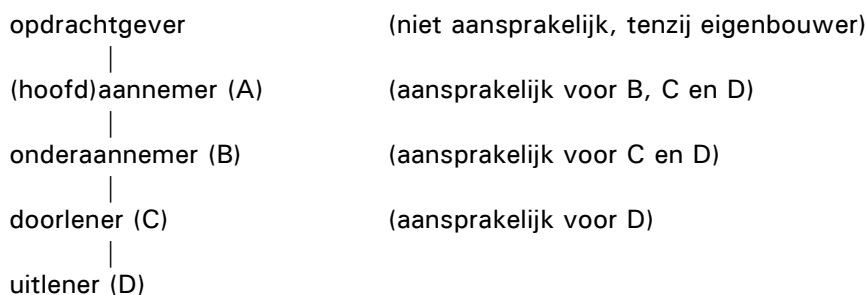 opdrachtgever (niet aansprakelijk, tenzij eigenbouwer)
(hoofd)aannemer (A) (aansprakelijk voor B, C en D)
onderaannemer (B) (aansprakelijk voor C en D)
doorlener (C) (aansprakelijk voor D)
uitlener (D)